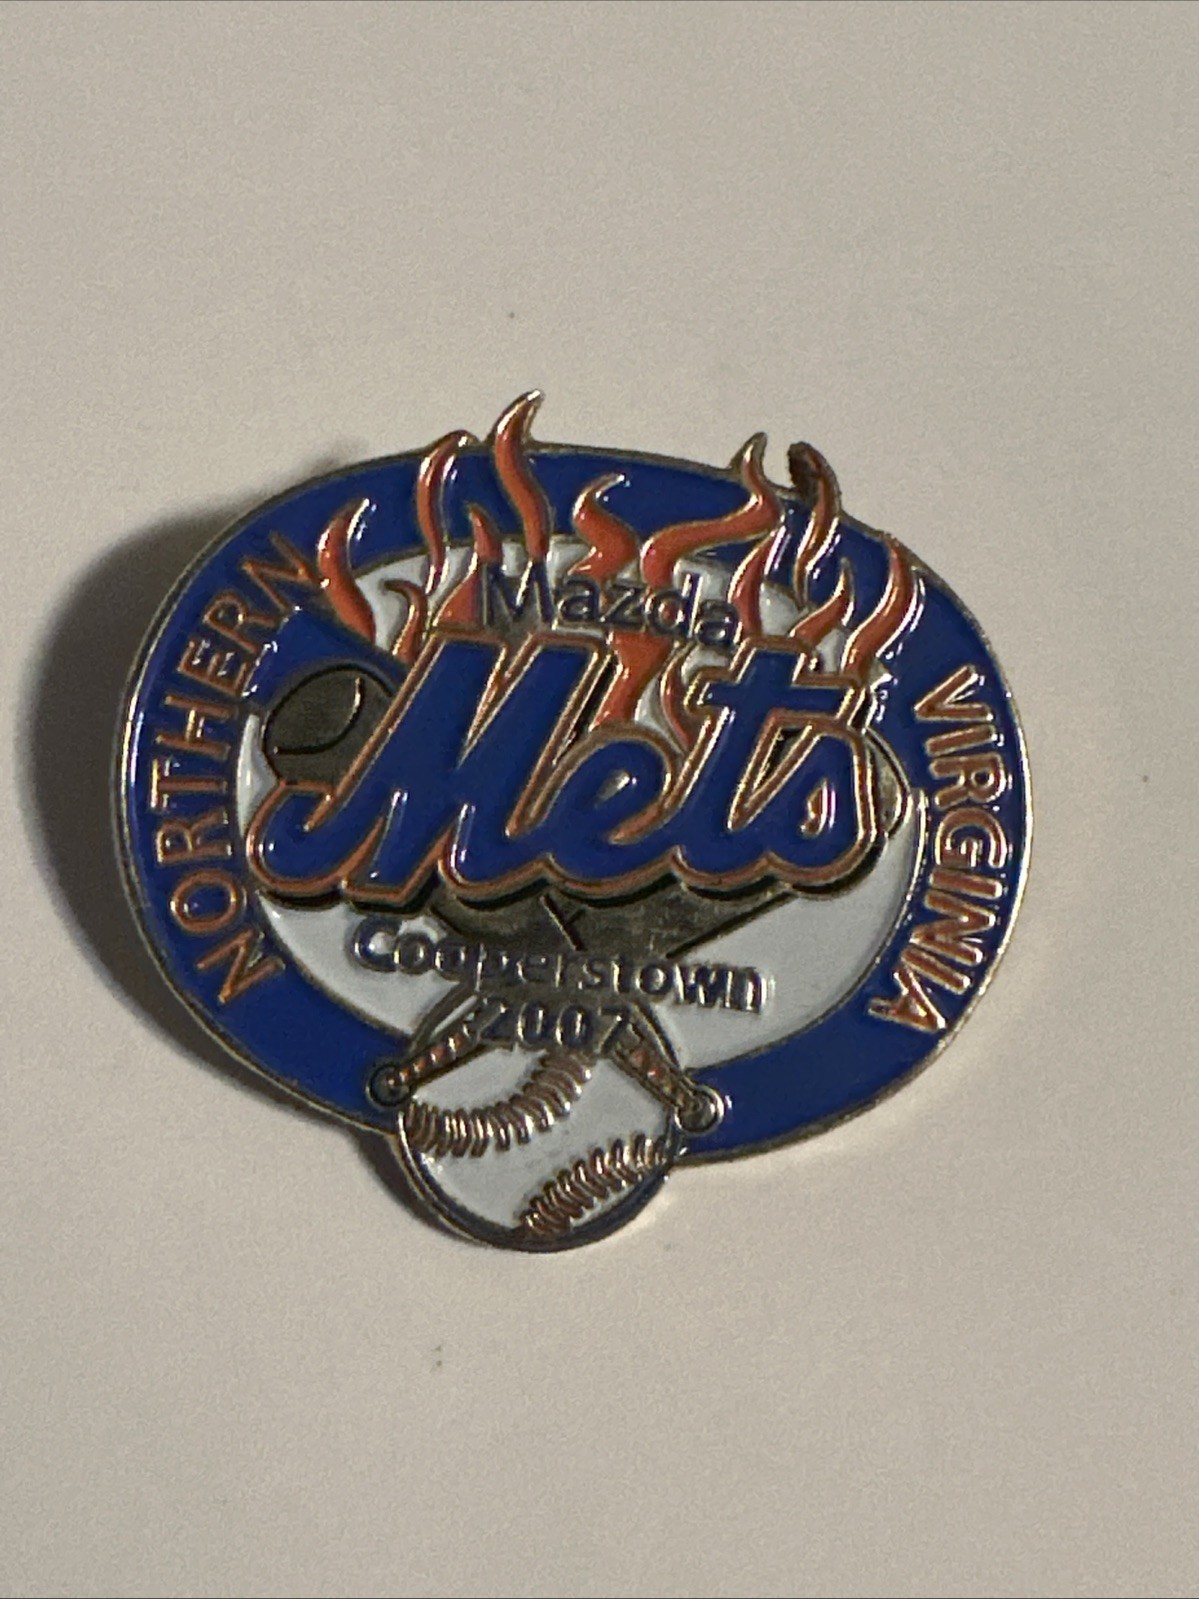 NORTHERN
VIRGINIA
Mazda
Mets
Cooperstown
2007